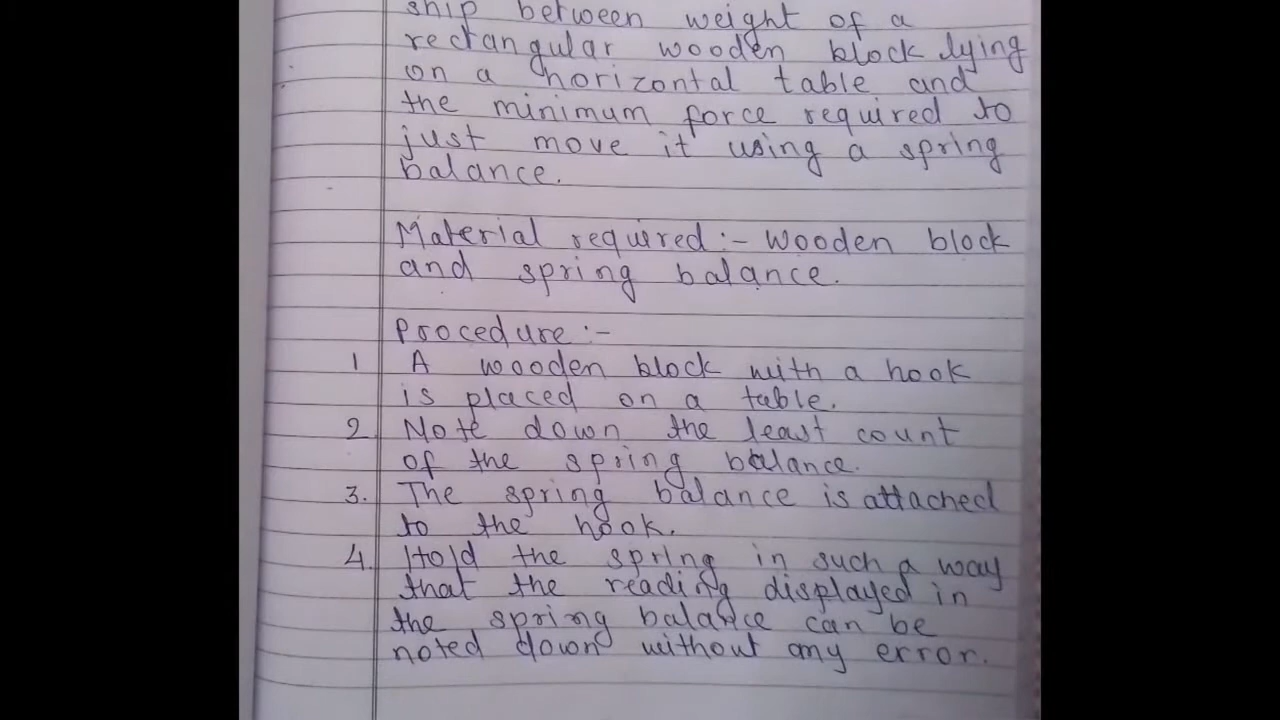 ship between weight of a
rectangular wooden block lying
on a horizontal table and
the minimum force required to
just move it using a spring
balance.
Material required :- wooden block
and spring balance.
Procedure :-
1 A wooden block with a hook
is placed on a table.
2 Note down the least count
of the spring balance.
3. The spring balance is attached
to the hook.
4. Hold the spring in such a way
that the reading displayed in
the spring balance can be
noted down without any error.